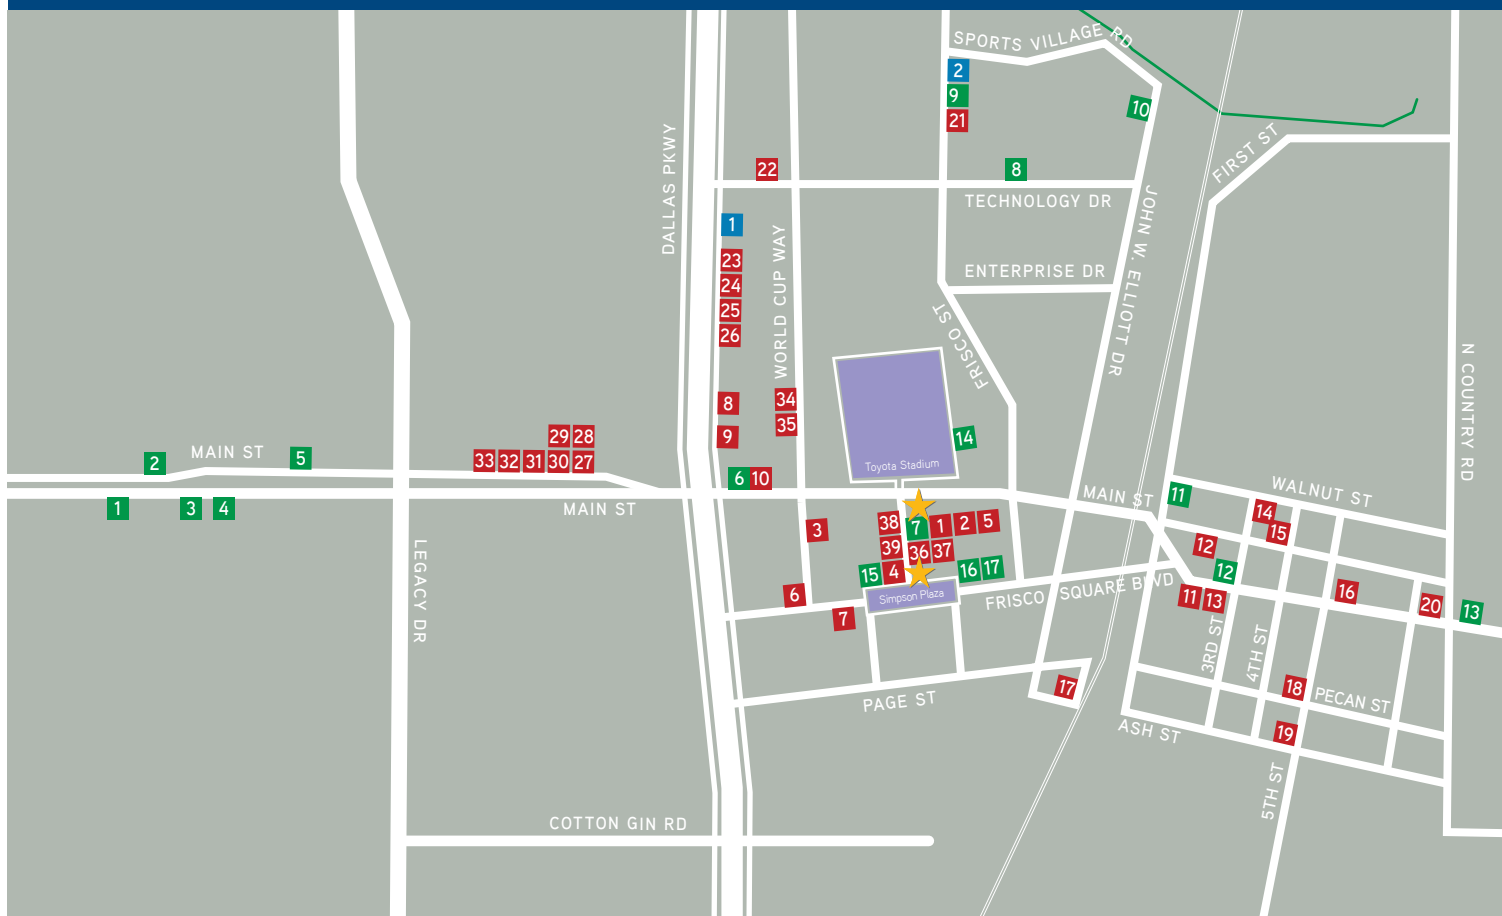 SPORTS VILLAGE RD
2
9
21
10
FIRST ST
DALLAS PKWY
22
8
TECHNOLOGY DR
1
WORLD CUP WAY
JOHN W. ELLIOTT DR
23
24
25
26
ENTERPRISE DR
FRISCO ST
N COUNTRY RD
8
34
35
9
14
29 28
MAIN ST
2
5
33 32 31 30 27
Toyota Stadium
6 10
1
3 4
MAIN ST
MAIN ST
11
WALNUT ST
14
15
3
38 7 1 2 5
39 36 37
15 4
16 17
12
12
LEGACY DR
6
Simpson Plaza
FRISCO SQUARE BLVD
11 13
16
20
13
7
3RD ST
4TH ST
17
PAGE ST
18
PECAN ST
ASH ST
19
5TH ST
COTTON GIN RD